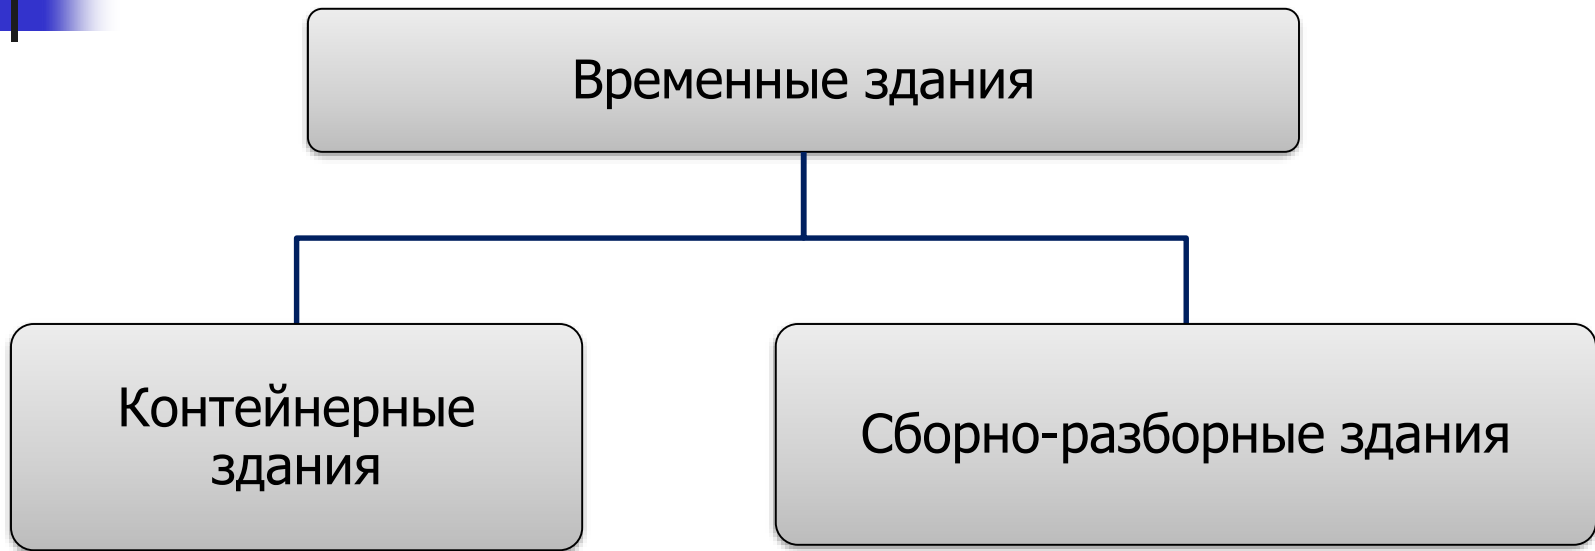 Временные здания
Контейнерные
здания
Сборно-разборные здания